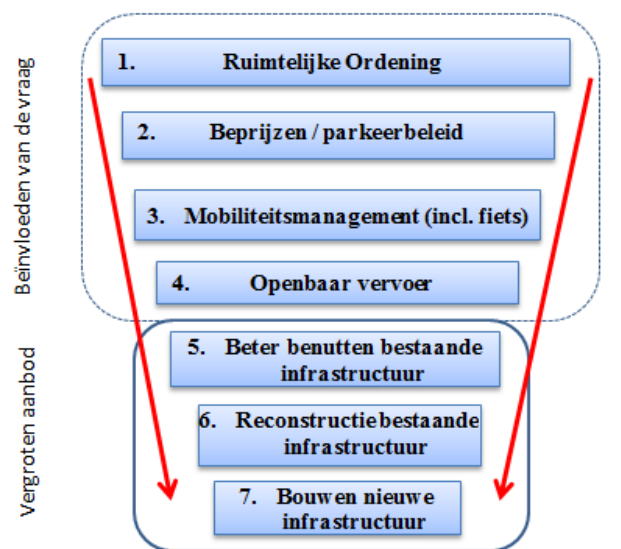 Beïnvloeden van de vraag
1. Ruimtelijke Ordening
2. Beprijzen / parkeerbeleid
3. Mobiliteitsmanagement (incl. fiets)
4. Openbaar vervoer
Vergroten aanbod
5. Beter benutten bestaande
infrastructuur
6. Reconstructie bestaande
infrastructuur
7. Bouwen nieuwe
infrastructuur